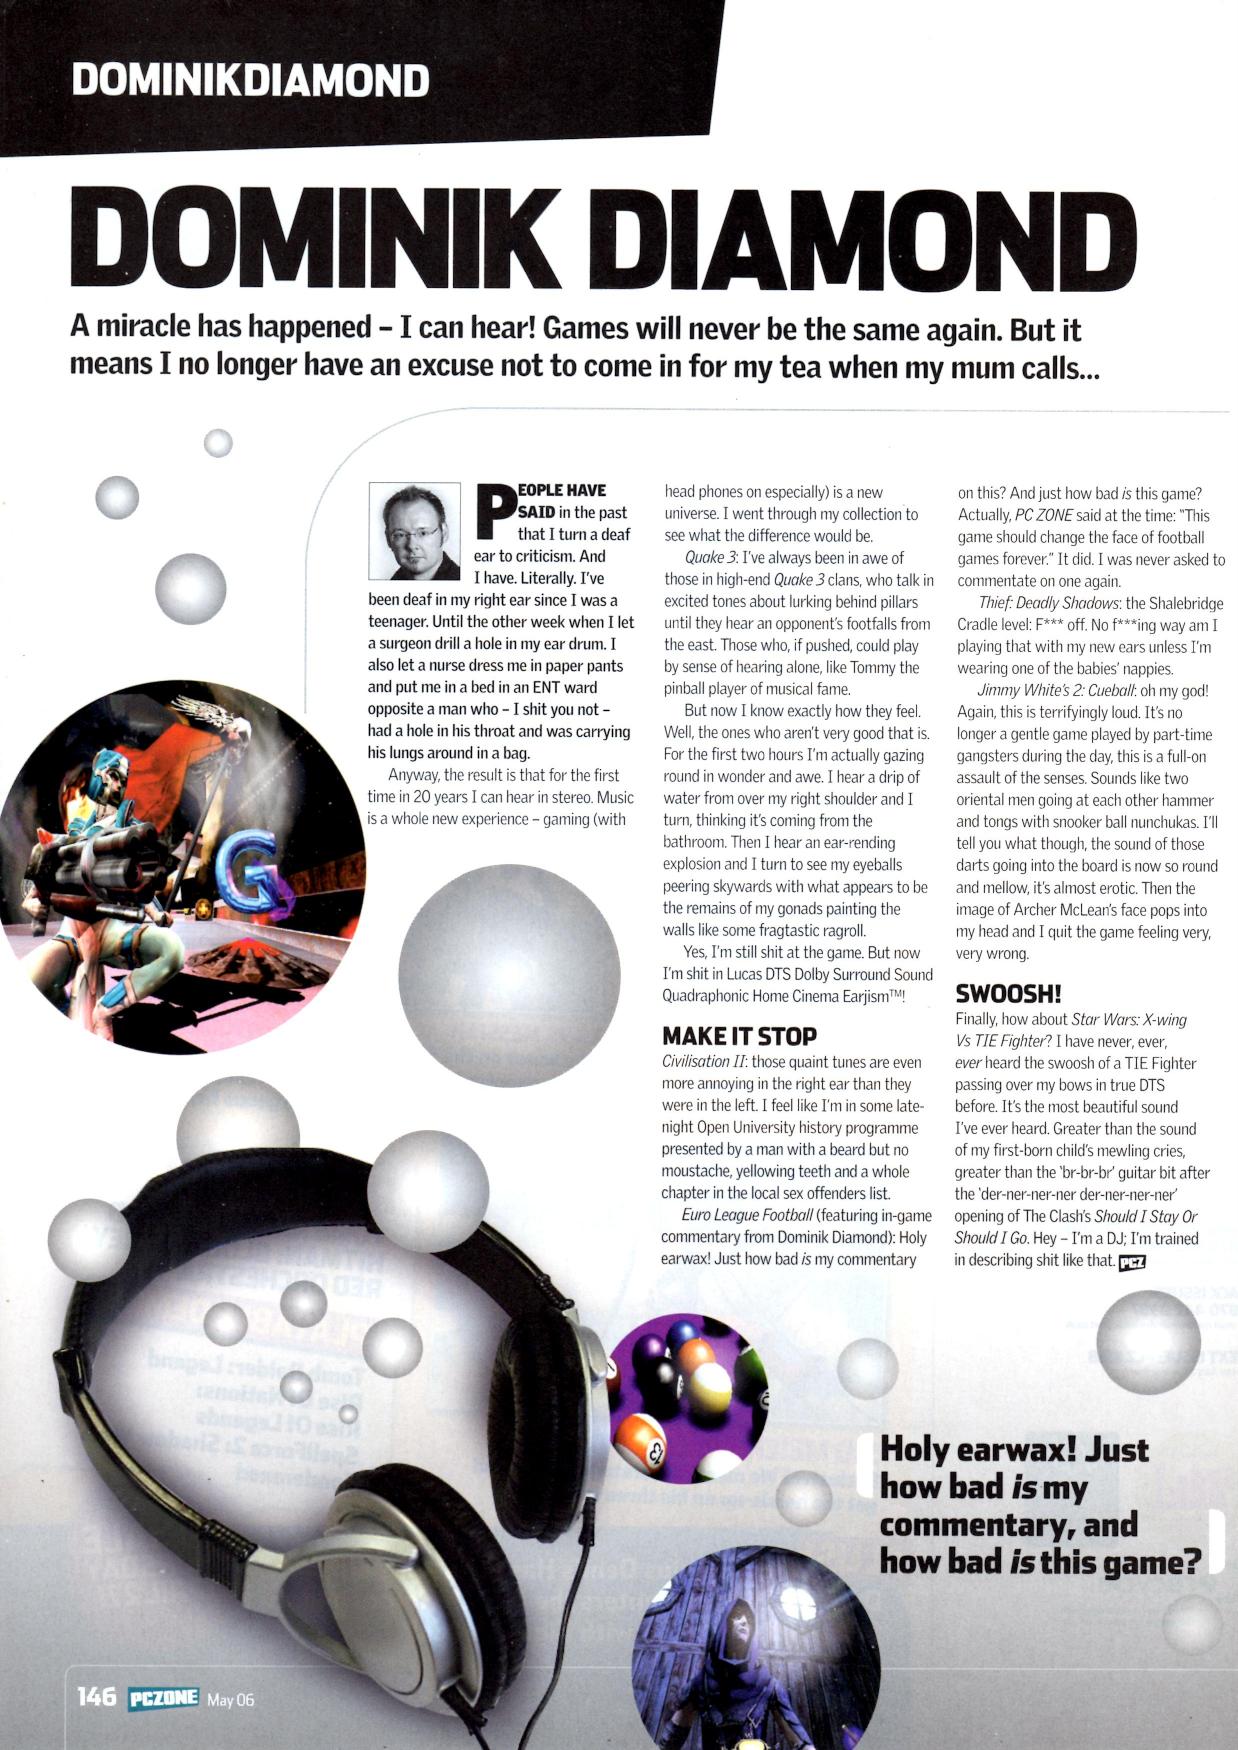 DOMINIKDIAMOND
DOMINIK DIAMOND
A miracle has happened – I can hear! Games will never be the same again. But it
means I no longer have an excuse not to come in for my tea when my mum calls...
PEOPLE HAVE
SAID in the past
that I turn a deaf
ear to criticism. And
I have. Literally. I've
been deaf in my right ear since I was a
teenager. Until the other week when I let
a surgeon drill a hole in my ear drum. I
also let a nurse dress me in paper pants
and put me in a bed in an ENT ward
opposite a man who – I shit you not –
had a hole in his throat and was carrying
his lungs around in a bag.
Anyway, the result is that for the first
time in 20 years I can hear in stereo. Music
is a whole new experience – gaming (with
head phones on especially) is a new
universe. I went through my collection to
see what the difference would be.
Quake 3: I've always been in awe of
those in high-end Quake 3 clans, who talk in
excited tones about lurking behind pillars
until they hear an opponent's footfalls from
the east. Those who, if pushed, could play
by sense of hearing alone, like Tommy the
pinball player of musical fame.
But now I know exactly how they feel.
Well, the ones who aren't very good that is.
For the first two hours I'm actually gazing
round in wonder and awe. I hear a drip of
water from over my right shoulder and I
turn, thinking it's coming from the
bathroom. Then I hear an ear-rending
explosion and I turn to see my eyeballs
peering skywards with what appears to be
the remains of my gonads painting the
walls like some fragtastic ragroll.
Yes, I'm still shit at the game. But now
I'm shit in Lucas DTS Dolby Surround Sound
Quadraphonic Home Cinema Earjism™!
MAKE IT STOP
Civilisation II: those quaint tunes are even
more annoying in the right ear than they
were in the left. I feel like I'm in some late-
night Open University history programme
presented by a man with a beard but no
moustache, yellowing teeth and a whole
chapter in the local sex offenders list.
Euro League Football (featuring in-game
commentary from Dominik Diamond): Holy
earwax! Just how bad is my commentary
on this? And just how bad is this game?
Actually, PC ZONE said at the time: "This
game should change the face of football
games forever." It did. I was never asked to
commentate on one again.
Thief: Deadly Shadows: the Shalebridge
Cradle level: F*** off. No f***ing way am I
playing that with my new ears unless I'm
wearing one of the babies' nappies.
Jimmy White's 2: Cueball: oh my god!
Again, this is terrifyingly loud. It's no
longer a gentle game played by part-time
gangsters during the day, this is a full-on
assault of the senses. Sounds like two
oriental men going at each other hammer
and tongs with snooker ball nunchukas. I'll
tell you what though, the sound of those
darts going into the board is now so round
and mellow, it's almost erotic. Then the
image of Archer McLean's face pops into
my head and I quit the game feeling very,
very wrong.
SWOOSH!
Finally, how about Star Wars: X-wing
Vs TIE Fighter? I have never, ever,
ever heard the swoosh of a TIE Fighter
passing over my bows in true DTS
before. It's the most beautiful sound
I've ever heard. Greater than the sound
of my first-born child's mewling cries,
greater than the 'br-br-br' guitar bit after
the 'der-ner-ner-ner der-ner-ner-ner'
opening of The Clash's Should I Stay Or
Should I Go. Hey – I'm a DJ; I'm trained
in describing shit like that. PCZ
Holy earwax! Just
how bad is my
commentary, and
how bad is this game?
146 PCZONE May 06